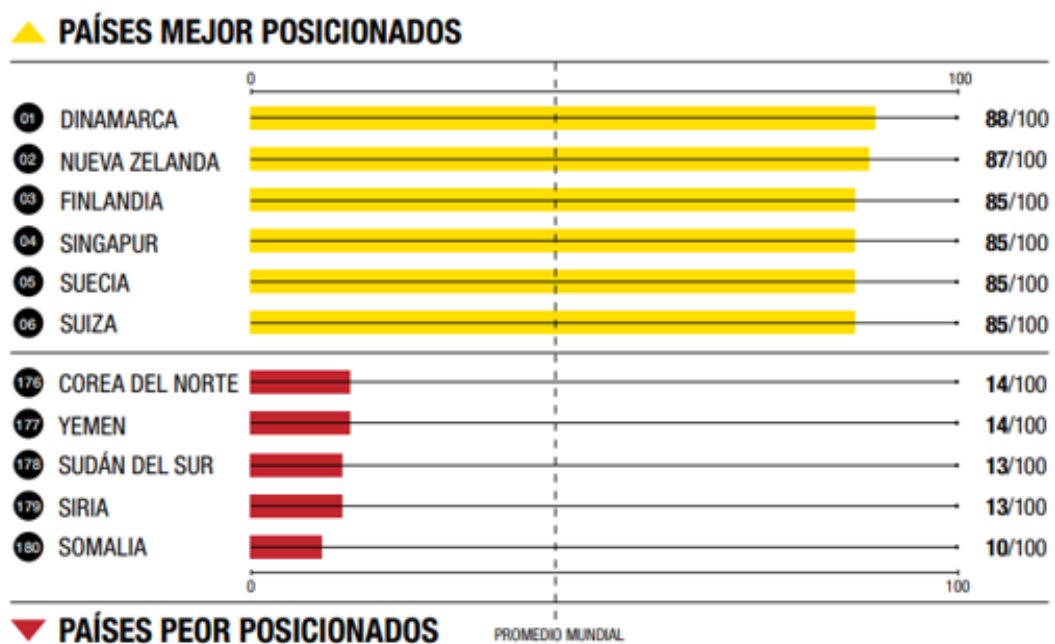 PAÍSES MEJOR POSICIONADOS
0 100
01 DINAMARCA 88/100
02 NUEVA ZELANDA 87/100
03 FINLANDIA 85/100
04 SINGAPUR 85/100
05 SUECIA 85/100
06 SUIZA 85/100
176 COREA DEL NORTE 14/100
177 YEMEN 14/100
178 SUDÁN DEL SUR 13/100
179 SIRIA 13/100
180 SOMALIA 10/100
0 100
PAÍSES PEOR POSICIONADOS PROMEDIO MUNDIAL